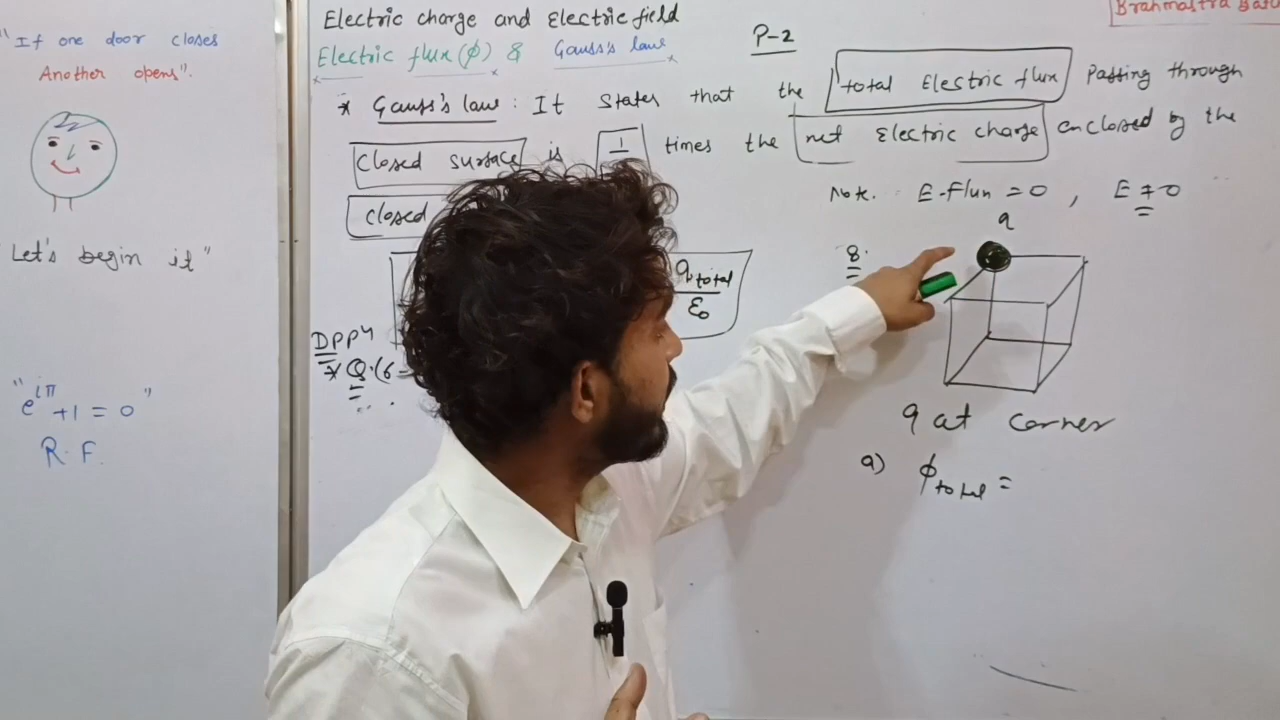 "If one door closes
Another opens".
"Let's begin it"
"e^iπ +1 = 0"
R.F.
Electric charge and Electric field
Electric flux(ϕ) & Gauss's law
P-2
Brahmastra
* Gauss's law : It states that the total Electric flux Passing through
closed surface is 1 times the net Electric charge enclosed by the
closed
q total
ε₀
DPP4
* Q.(6
Note. E-flux = 0 , E ≠ 0
8.
q
q at corner
a) ϕtotal =